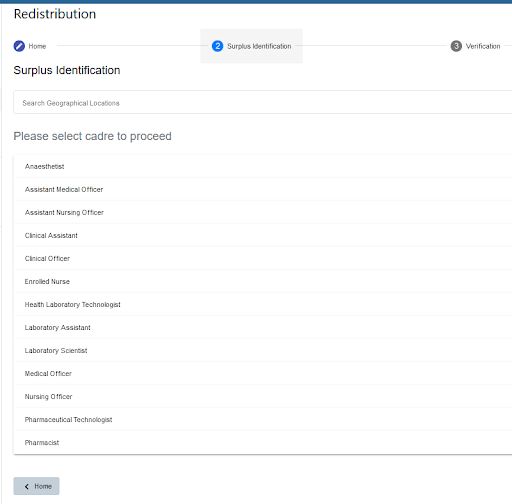 Redistribution
Home
2 Surplus Identification
3 Verification
Surplus Identification
Search Geographical Locations
Please select cadre to proceed
Anaesthetist
Assistant Medical Officer
Assistant Nursing Officer
Clinical Assistant
Clinical Officer
Enrolled Nurse
Health Laboratory Technologist
Laboratory Assistant
Laboratory Scientist
Medical Officer
Nursing Officer
Pharmaceutical Technologist
Pharmacist
Home